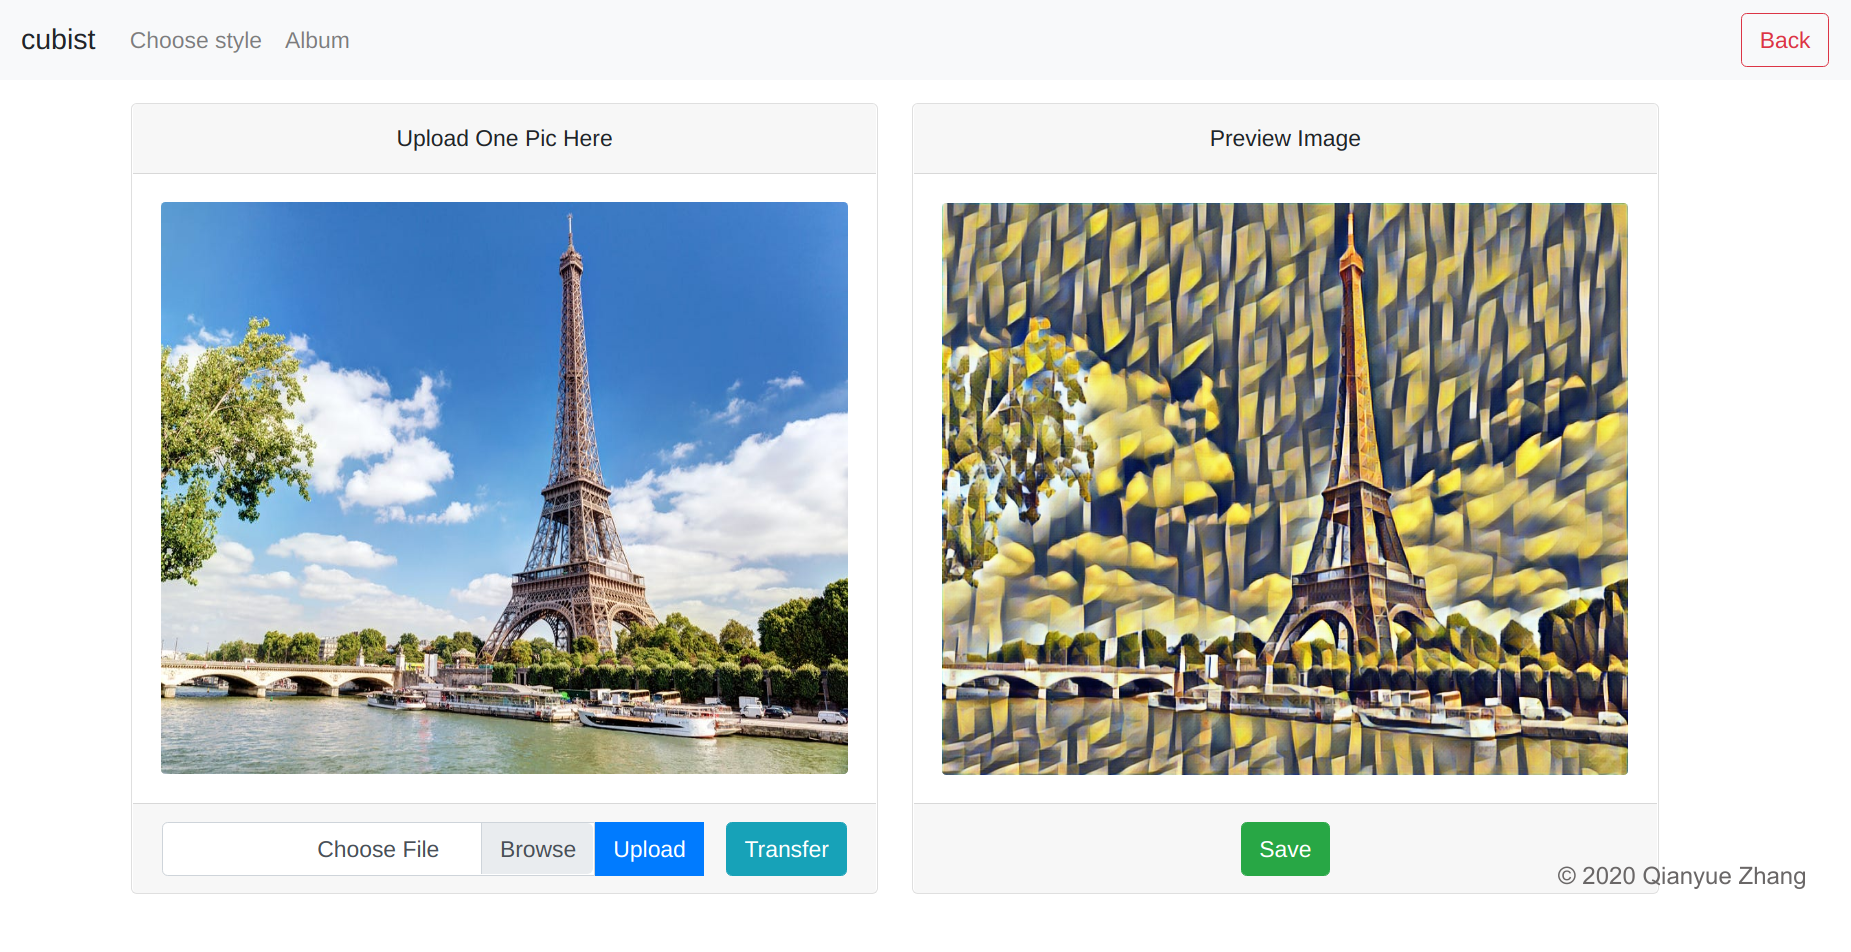 cubist Choose style Album Back
Upload One Pic Here
Preview Image
Choose File Browse Upload Transfer
Save
© 2020 Qianyue Zhang